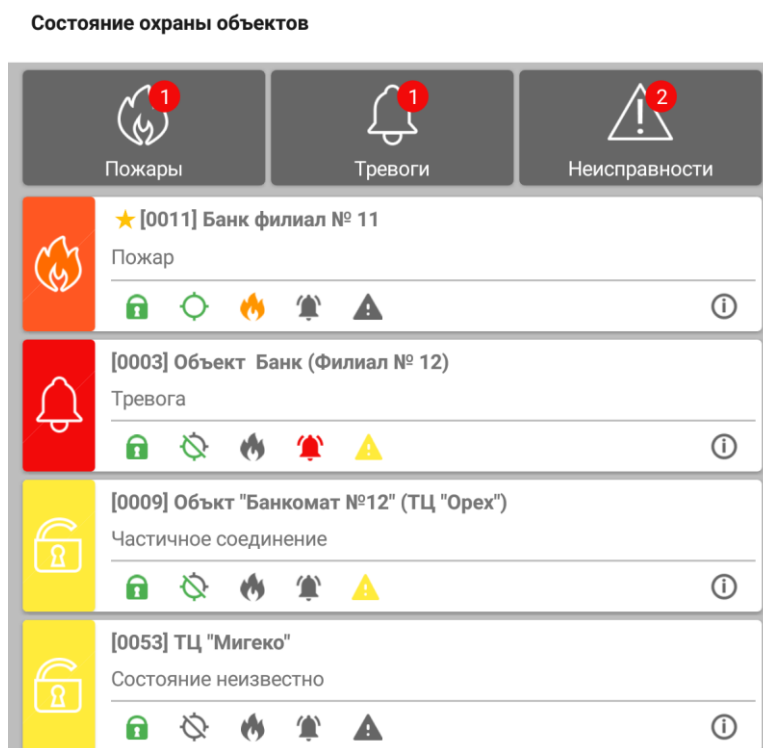 Состояние охраны объектов
1
1
2
Пожары
Тревоги
Неисправности
[0011] Банк филиал № 11
Пожар
[0003] Объект Банк (Филиал № 12)
Тревога
[0009] Объкт "Банкомат №12" (ТЦ "Орех")
Частичное соединение
[0053] ТЦ "Мигеко"
Состояние неизвестно